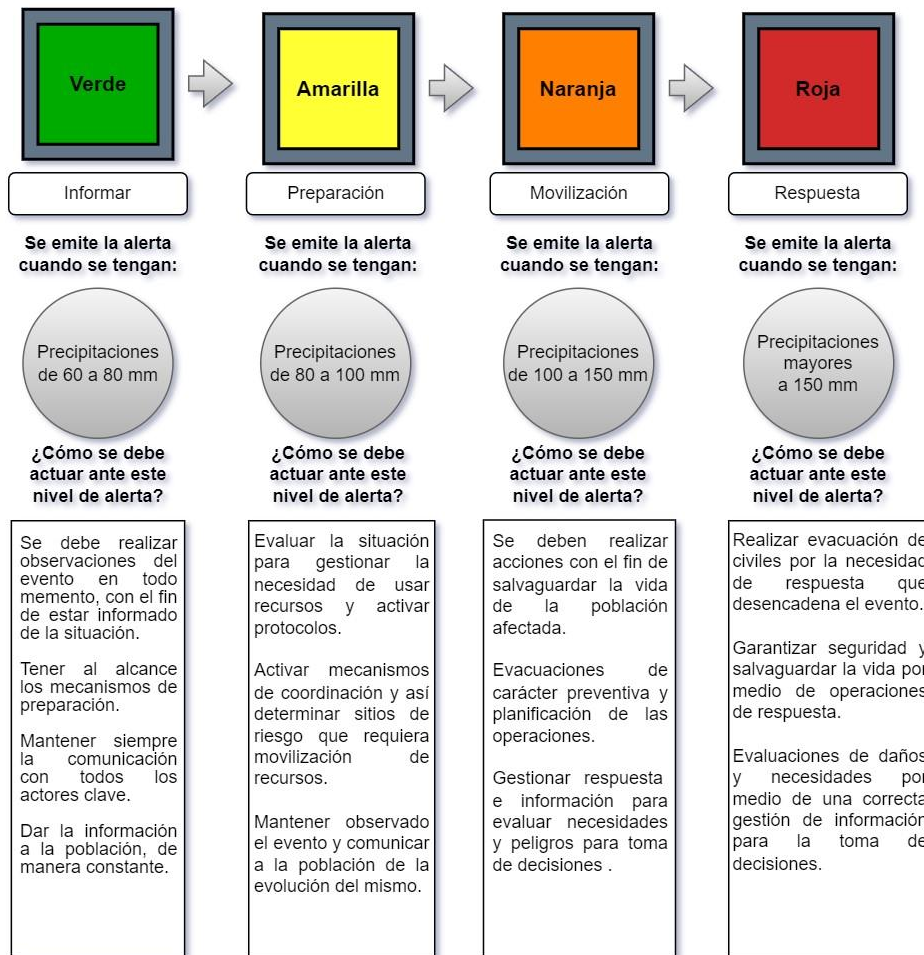 Verde
Informar
Se emite la alerta
cuando se tengan:
Precipitaciones
de 60 a 80 mm
¿Cómo se debe
actuar ante este
nivel de alerta?
Se debe realizar
observaciones del
evento en todo
memento, con el fin
de estar informado
de la situación.
Tener al alcance
los mecanismos de
preparación.
Mantener siempre
la comunicación
con todos los
actores clave.
Dar la información
a la población, de
manera constante.
Amarilla
Preparación
Se emite la alerta
cuando se tengan:
Precipitaciones
de 80 a 100 mm
¿Cómo se debe
actuar ante este
nivel de alerta?
Evaluar la situación
para gestionar la
necesidad de usar
recursos y activar
protocolos.
Activar mecanismos
de coordinación y así
determinar sitios de
riesgo que requiera
movilización de
recursos.
Mantener observado
el evento y comunicar
a la población de la
evolución del mismo.
Naranja
Movilización
Se emite la alerta
cuando se tengan:
Precipitaciones
de 100 a 150 mm
¿Cómo se debe
actuar ante este
nivel de alerta?
Se deben realizar
acciones con el fin de
salvaguardar la vida
de la población
afectada.
Evacuaciones de
carácter preventiva y
planificación de las
operaciones.
Gestionar respuesta
e información para
evaluar necesidades
y peligros para toma
de decisiones .
Roja
Respuesta
Se emite la alerta
cuando se tengan:
Precipitaciones
mayores
a 150 mm
¿Cómo se debe
actuar ante este
nivel de alerta?
Realizar evacuación de
civiles por la necesidad
de respuesta que
desencadena el evento.
Garantizar seguridad y
salvaguardar la vida por
medio de operaciones
de respuesta.
Evaluaciones de daños
y necesidades por
medio de una correcta
gestión de información
para la toma de
decisiones.